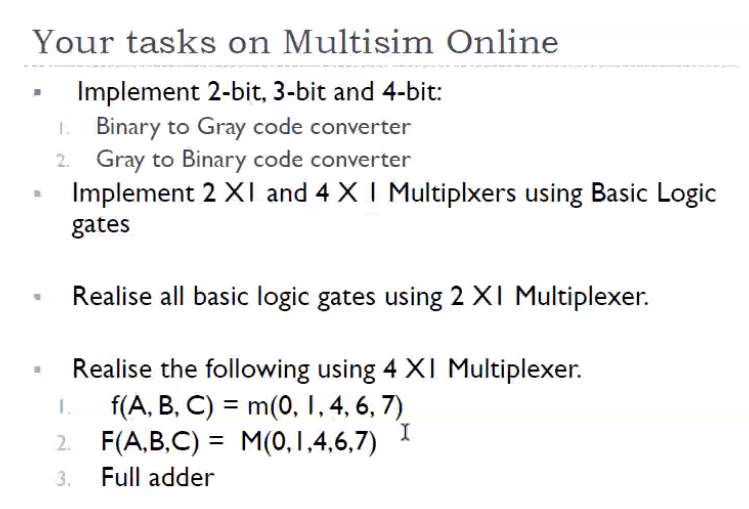 Your tasks on Multisim Online
▪ Implement 2-bit, 3-bit and 4-bit:
1. Binary to Gray code converter
2. Gray to Binary code converter
▪ Implement 2 X1 and 4 X 1 Multiplxers using Basic Logic
gates
▪ Realise all basic logic gates using 2 X1 Multiplexer.
▪ Realise the following using 4 X1 Multiplexer.
1. f(A, B, C) = m(0, 1, 4, 6, 7)
2. F(A,B,C) = M(0,1,4,6,7)
3. Full adder